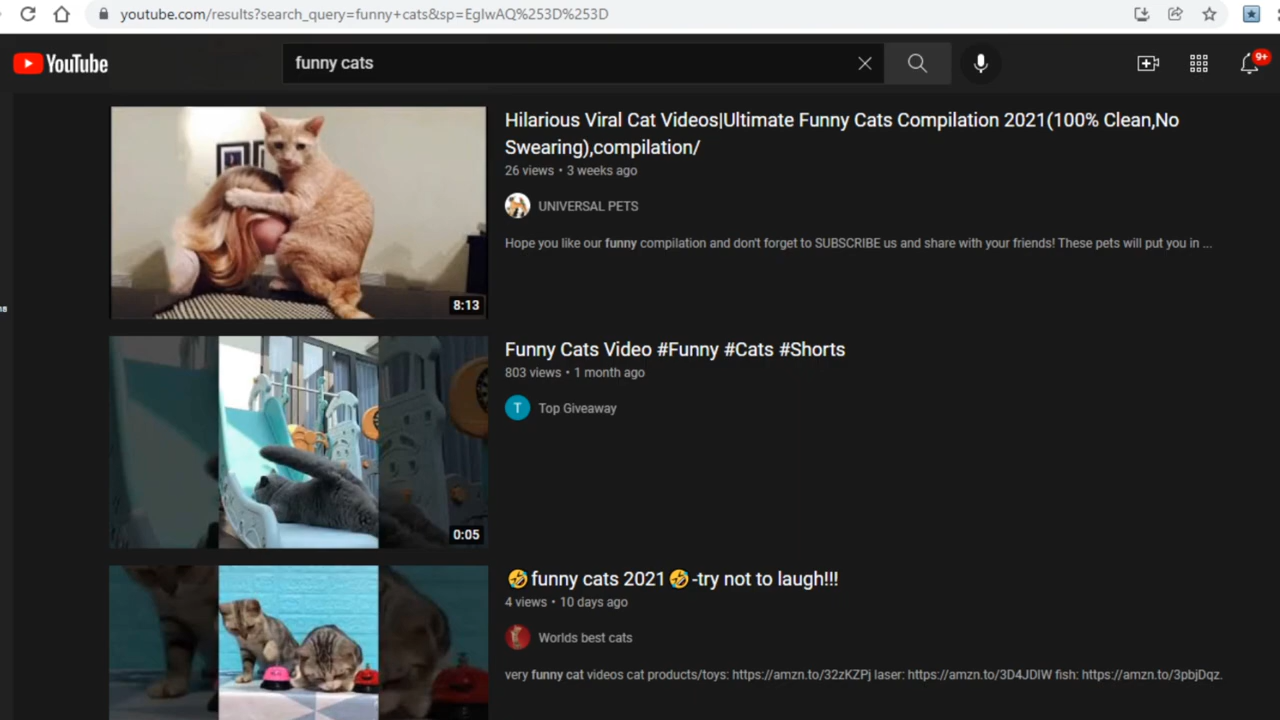 youtube.com/results?search_query=funny+cats&sp=EgIwAQ%253D%253D
YouTube
funny cats
9+
Hilarious Viral Cat Videos|Ultimate Funny Cats Compilation 2021(100% Clean,No
Swearing),compilation/
26 views • 3 weeks ago
UNIVERSAL PETS
Hope you like our funny compilation and don't forget to SUBSCRIBE us and share with your friends! These pets will put you in ...
8:13
Funny Cats Video #Funny #Cats #Shorts
803 views • 1 month ago
T
Top Giveaway
0:05
🤣funny cats 2021🤣-try not to laugh!!!
4 views • 10 days ago
Worlds best cats
very funny cat videos cat products/toys: https://amzn.to/32zKZPj laser: https://amzn.to/3D4JDIW fish: https://amzn.to/3pbjDqz.